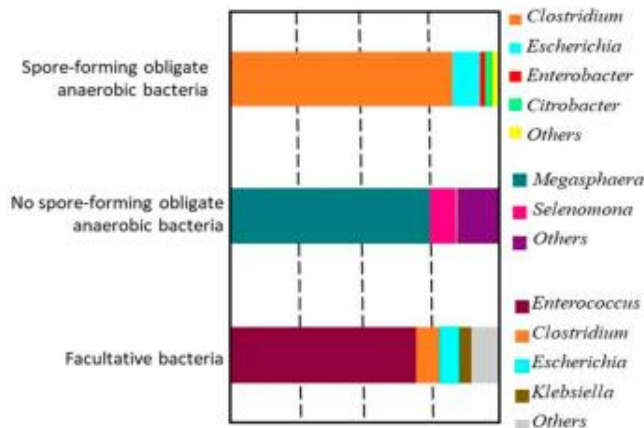 Spore-forming obligate
anaerobic bacteria
Clostridium
Escherichia
Enterobacter
Citrobacter
Others
No spore-forming obligate
anaerobic bacteria
Megasphaera
Selenomona
Others
Facultative bacteria
Enterococcus
Clostridium
Escherichia
Klebsiella
Others